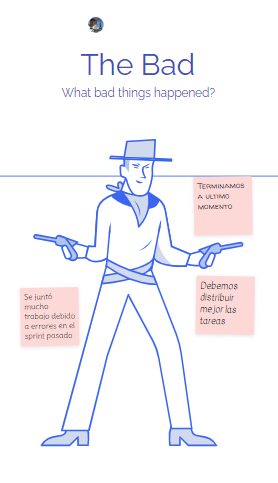 The Bad
What bad things happened?
Terminamos
a ultimo
momento
Debemos
distribuir
mejor las
tareas
Se juntó
mucho
trabajo debido
a errores en el
sprint pasado